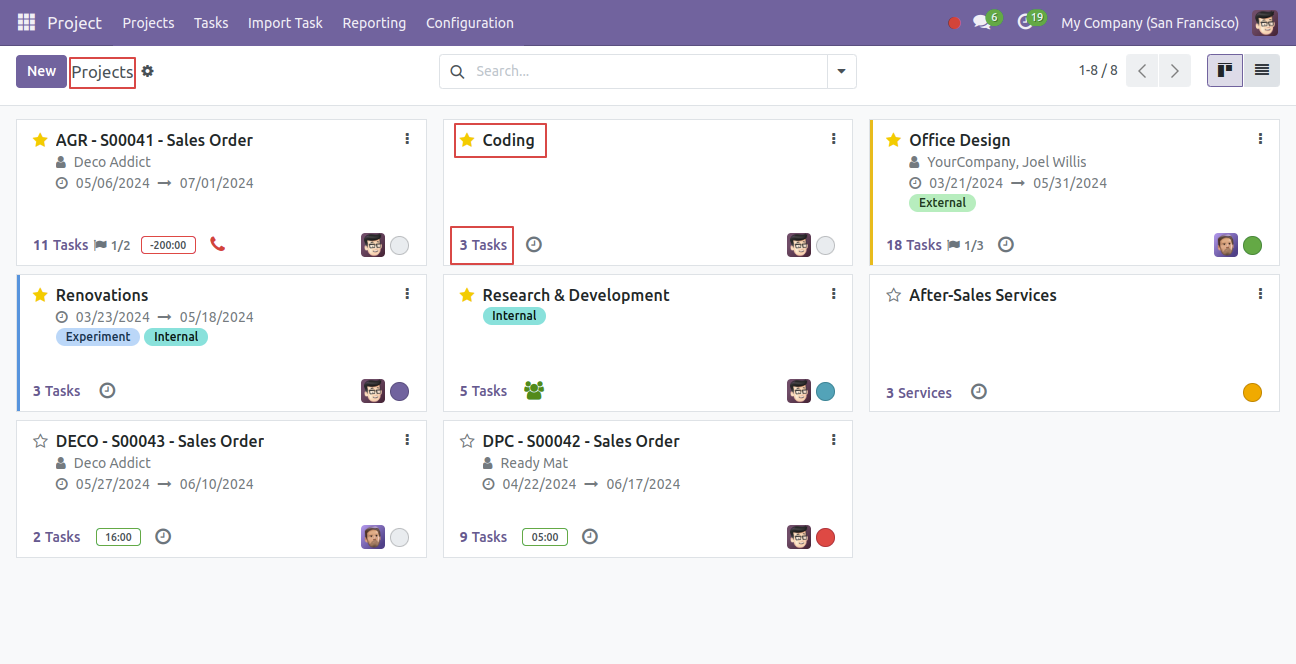 Project Projects Tasks Import Task Reporting Configuration 6 19 My Company (San Francisco)
New Projects Search... 1-8 / 8
AGR - S00041 - Sales Order
Deco Addict
05/06/2024 → 07/01/2024
11 Tasks 1/2 -200:00
Coding
3 Tasks
Office Design
YourCompany, Joel Willis
03/21/2024 → 05/31/2024
External
18 Tasks 1/3
Renovations
03/23/2024 → 05/18/2024
Experiment Internal
3 Tasks
Research & Development
Internal
5 Tasks
After-Sales Services
3 Services
DECO - S00043 - Sales Order
Deco Addict
05/27/2024 → 06/10/2024
2 Tasks 16:00
DPC - S00042 - Sales Order
Ready Mat
04/22/2024 → 06/17/2024
9 Tasks 05:00